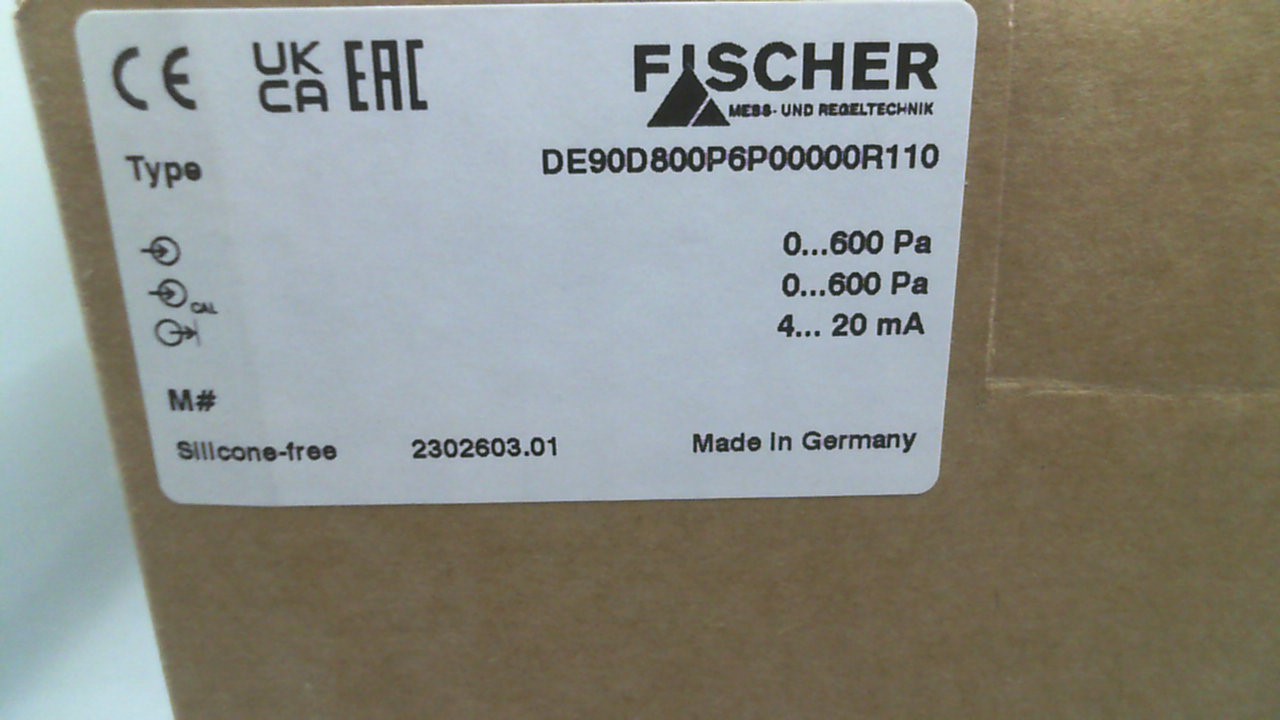 CE UK CA EAC FISCHER
MESS- UND REGELTECHNIK
Type DE90D800P6P00000R110
0...600 Pa
CAL 0...600 Pa
4... 20 mA
M#
Silicone-free 2302603.01 Made in Germany